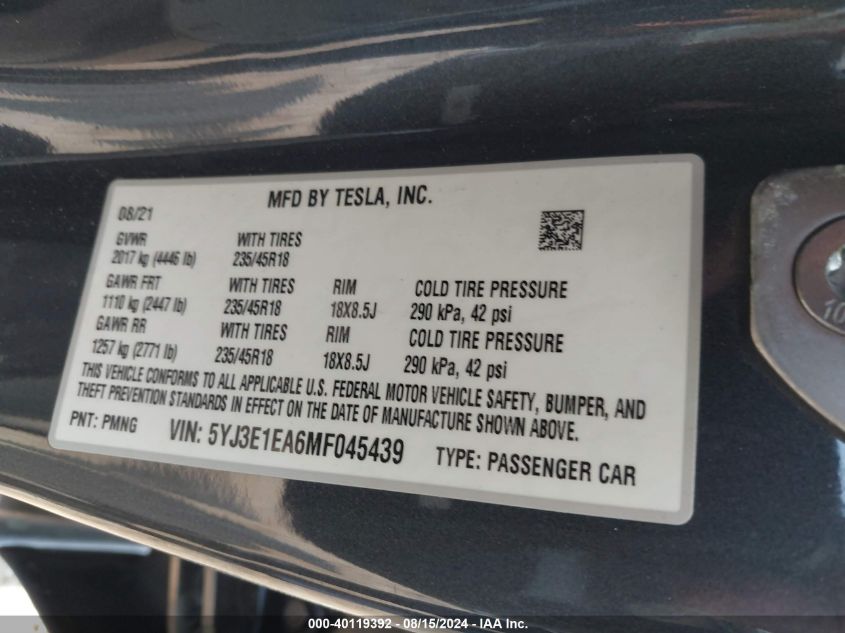 MFD BY TESLA, INC.
08/21
GVWR WITH TIRES
2017 kg (4446 lb) 235/45R18
GAWR FRT WITH TIRES RIM COLD TIRE PRESSURE
1110 kg (2447 lb) 235/45R18 18X8.5J 290 kPa, 42 psi
GAWR RR WITH TIRES RIM COLD TIRE PRESSURE
1257 kg (2771 lb) 235/45R18 18X8.5J 290 kPa, 42 psi
THIS VEHICLE CONFORMS TO ALL APPLICABLE U.S. FEDERAL MOTOR VEHICLE SAFETY, BUMPER, AND
THEFT PREVENTION STANDARDS IN EFFECT ON THE DATE OF MANUFACTURE SHOWN ABOVE.
PNT: PMNG VIN: 5YJ3E1EA6MF045439 TYPE: PASSENGER CAR
10
000-40119392 - 08/15/2024 - IAAI.com